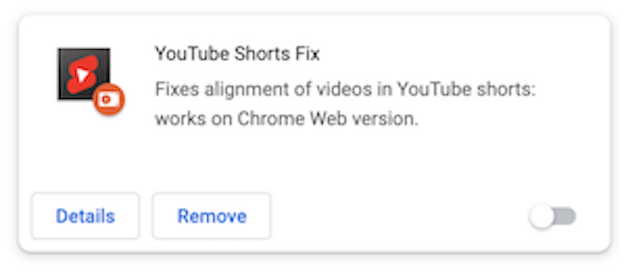 YouTube Shorts Fix
Fixes alignment of videos in YouTube shorts:
works on Chrome Web version.
Details
Remove